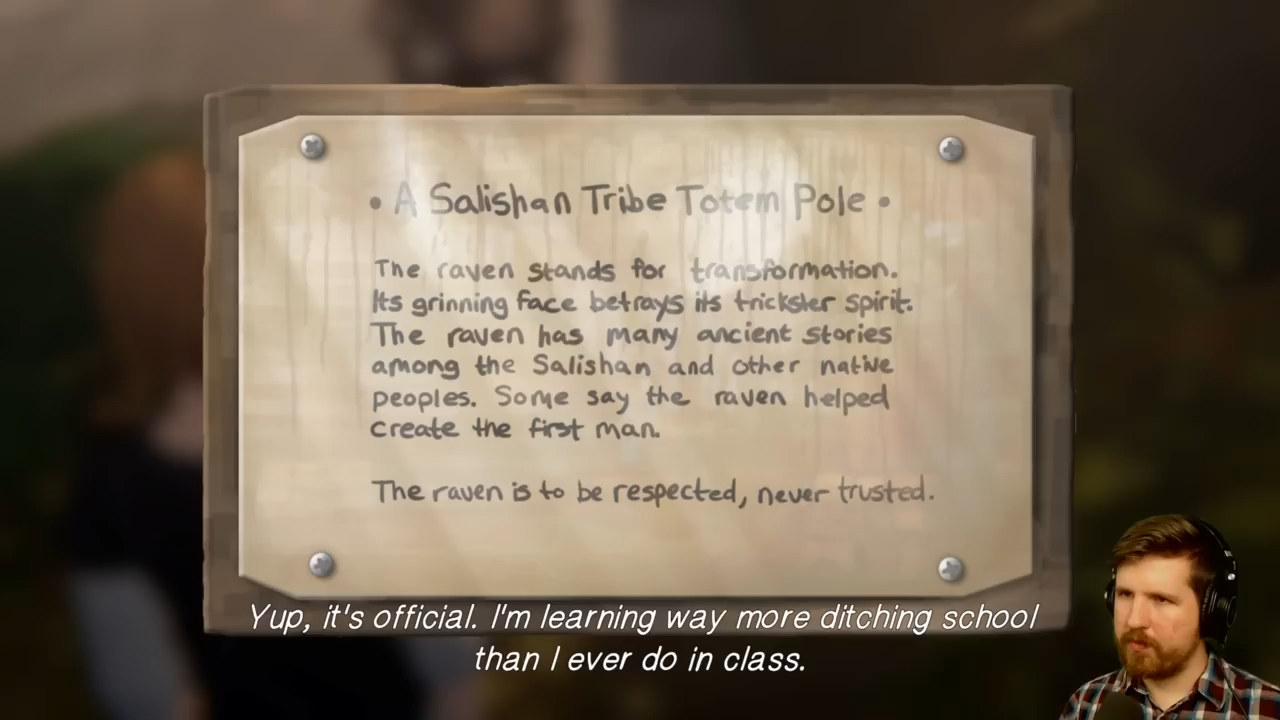 • A Salishan Tribe Totem Pole •
The raven stands for transformation.
Its grinning face betrays its trickster spirit.
The raven has many ancient stories
among the Salishan and other native
peoples. Some say the raven helped
create the first man.
The raven is to be respected, never trusted.
Yup, it's official. I'm learning way more ditching school
than I ever do in class.